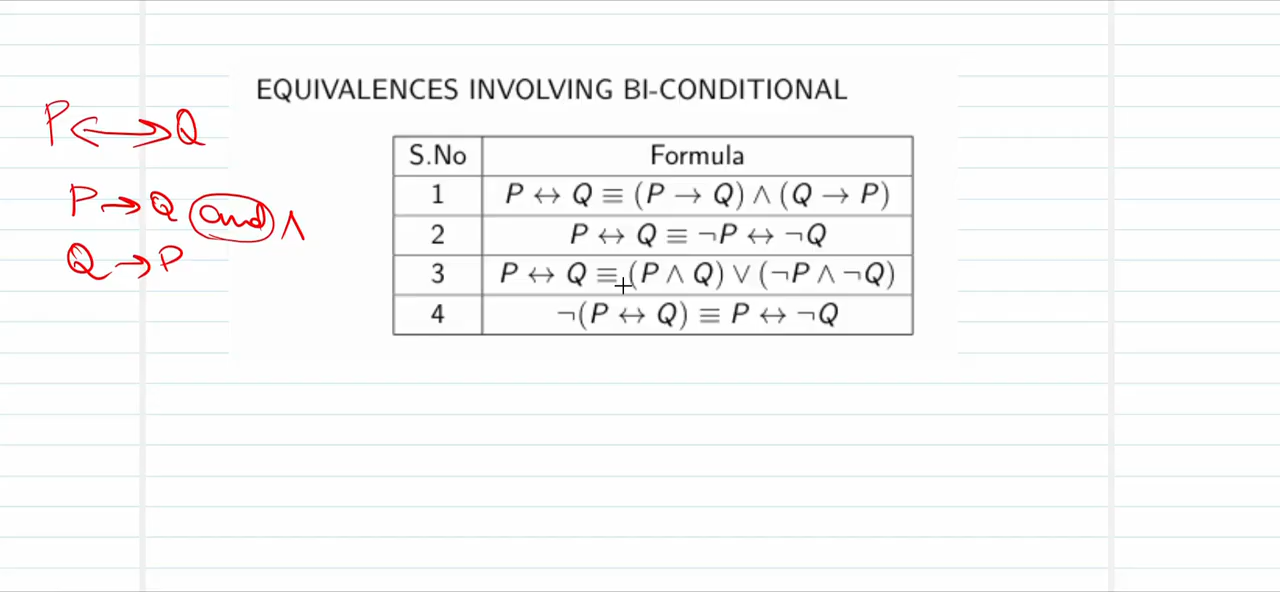 EQUIVALENCES INVOLVING BI-CONDITIONAL
P ↔ Q
P → Q and ∧
Q → P
S.No Formula
1 P ↔ Q ≡ (P → Q) ∧ (Q → P)
2 P ↔ Q ≡ ¬P ↔ ¬Q
3 P ↔ Q ≡ (P ∧ Q) ∨ (¬P ∧ ¬Q)
4 ¬(P ↔ Q) ≡ P ↔ ¬Q